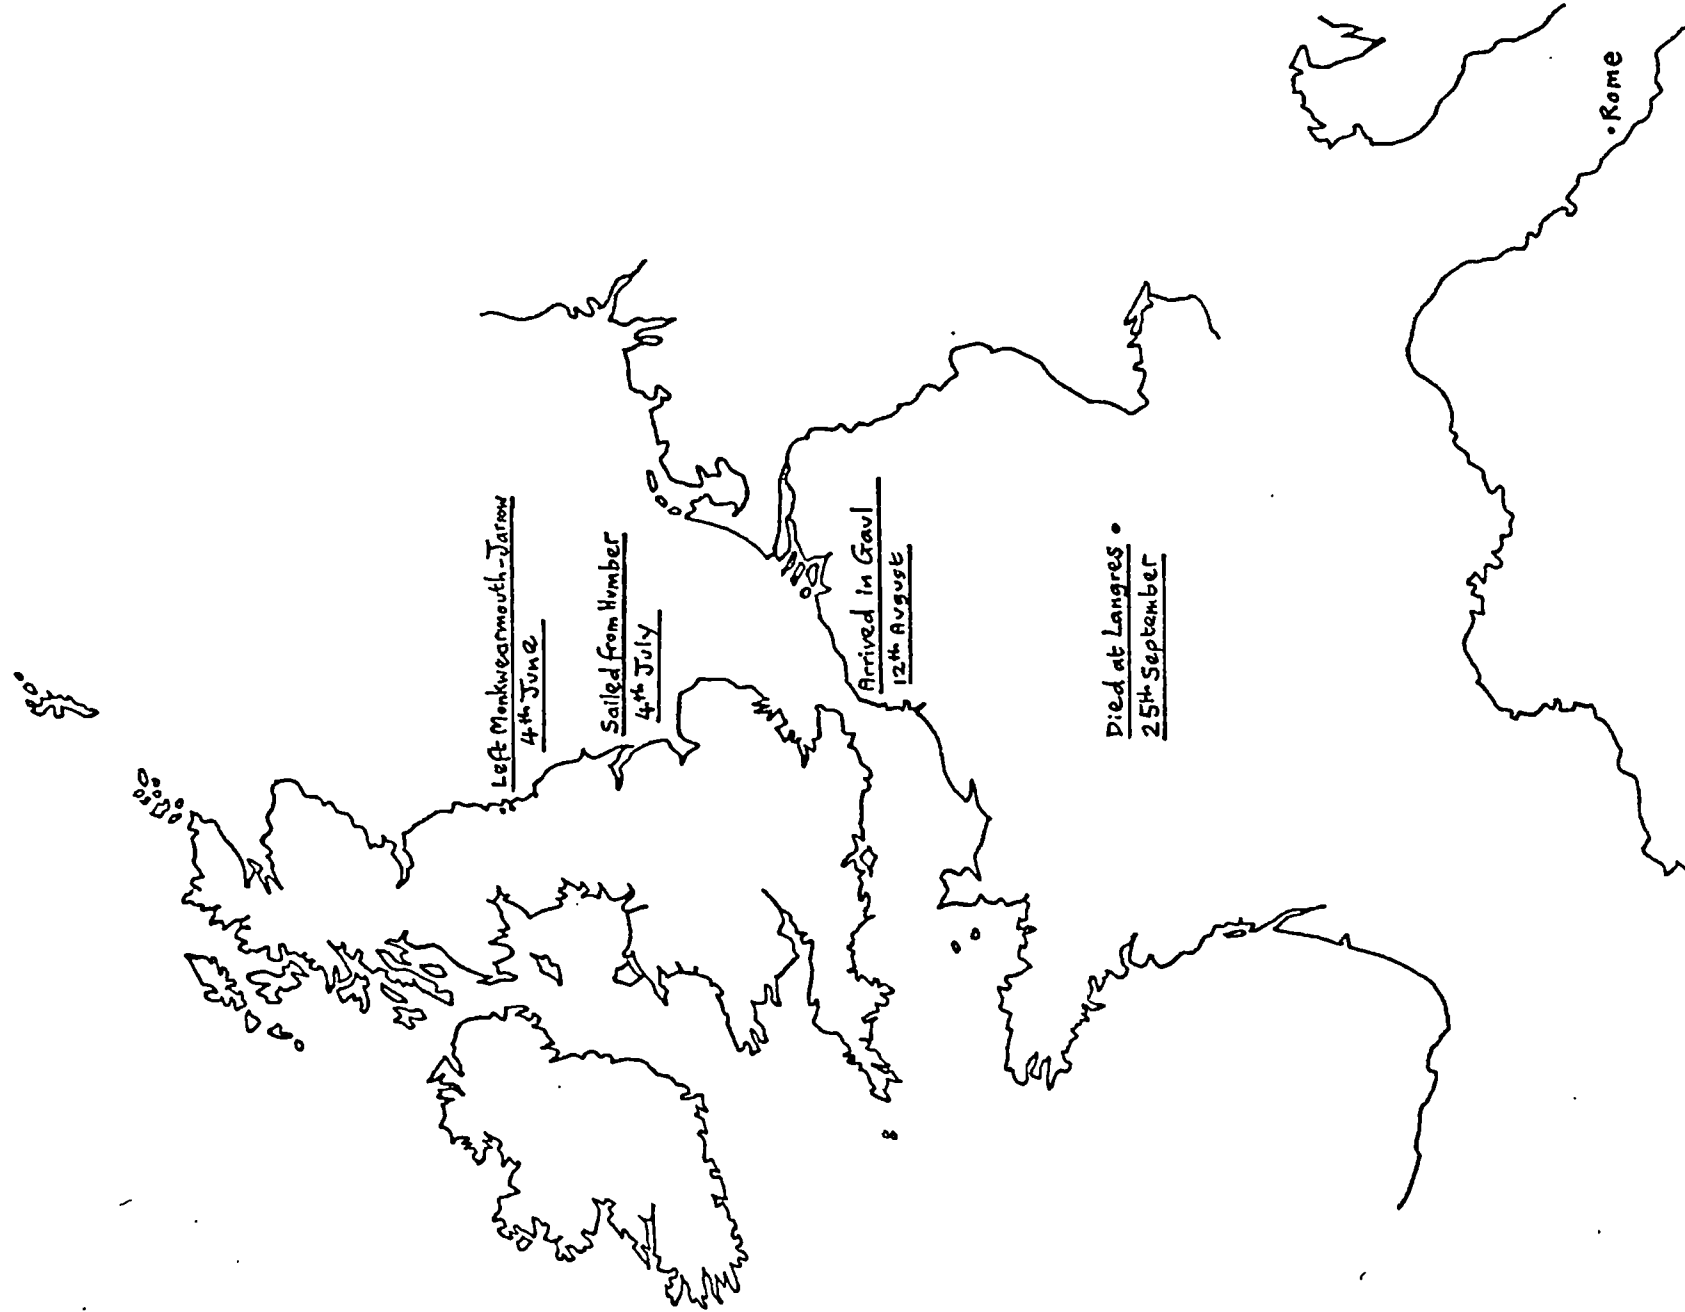 Left Monkwearmouth-Jarrow
4th June
Sailed from Humber
4th July
Arrived in Gaul
12th August
Died at Langres
25th September
Rome